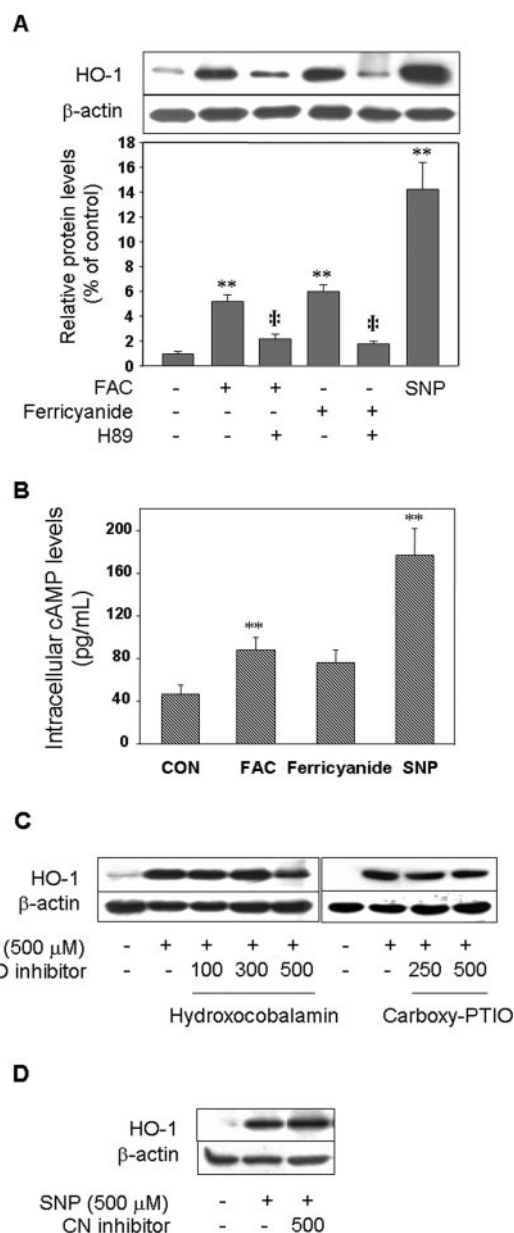 A
HO-1
β-actin
Relative protein levels
(% of control)
18
16
14
12
10
8
6
4
2
0
**
**
‡
**
‡
FAC - + + - - SNP
Ferricyanide - - - + +
H89 - - + - +
B
Intracellular cAMP levels
(pg/mL)
200
160
120
80
40
0
**
**
CON FAC Ferricyanide SNP
C
HO-1
β-actin
(500 μM) - + + + + - + + +
O inhibitor 100 300 500 250 500
Hydroxocobalamin Carboxy-PTIO
D
HO-1
β-actin
SNP (500 μM) - + +
CN inhibitor 500